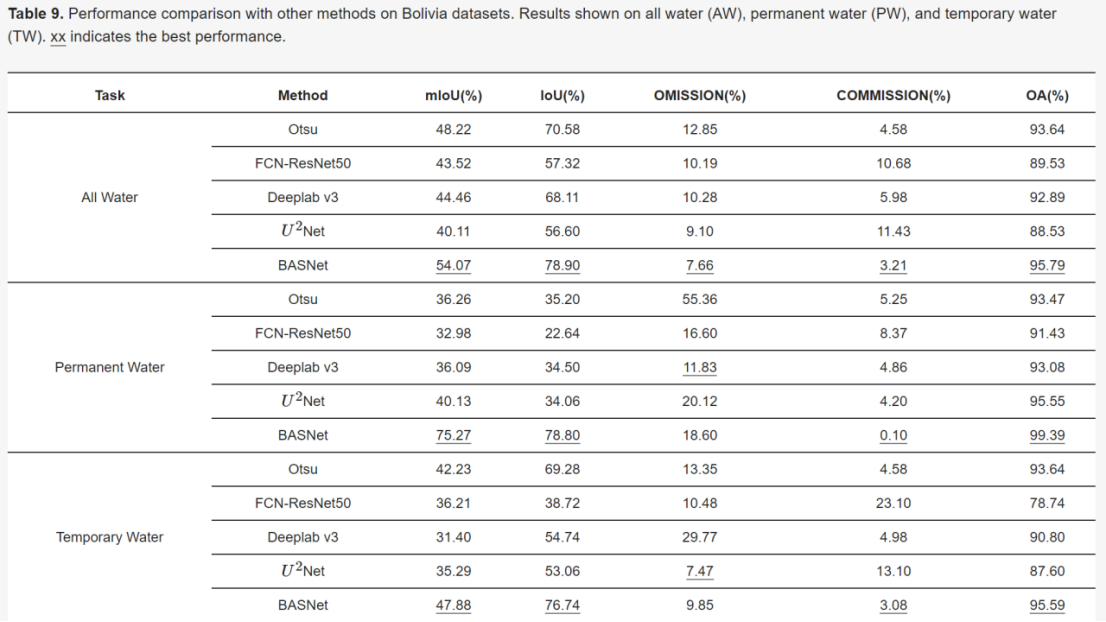 Table 9. Performance comparison with other methods on Bolivia datasets. Results shown on all water (AW), permanent water (PW), and temporary water
(TW). xx indicates the best performance.
Task Method mIoU(%) IoU(%) OMISSION(%) COMMISSION(%) OA(%)
Otsu 48.22 70.58 12.85 4.58 93.64
FCN-ResNet50 43.52 57.32 10.19 10.68 89.53
All Water Deeplab v3 44.46 68.11 10.28 5.98 92.89
U²Net 40.11 56.60 9.10 11.43 88.53
BASNet 54.07 78.90 7.66 3.21 95.79
Otsu 36.26 35.20 55.36 5.25 93.47
FCN-ResNet50 32.98 22.64 16.60 8.37 91.43
Permanent Water Deeplab v3 36.09 34.50 11.83 4.86 93.08
U²Net 40.13 34.06 20.12 4.20 95.55
BASNet 75.27 78.80 18.60 0.10 99.39
Otsu 42.23 69.28 13.35 4.58 93.64
FCN-ResNet50 36.21 38.72 10.48 23.10 78.74
Temporary Water Deeplab v3 31.40 54.74 29.77 4.98 90.80
U²Net 35.29 53.06 7.47 13.10 87.60
BASNet 47.88 76.74 9.85 3.08 95.59